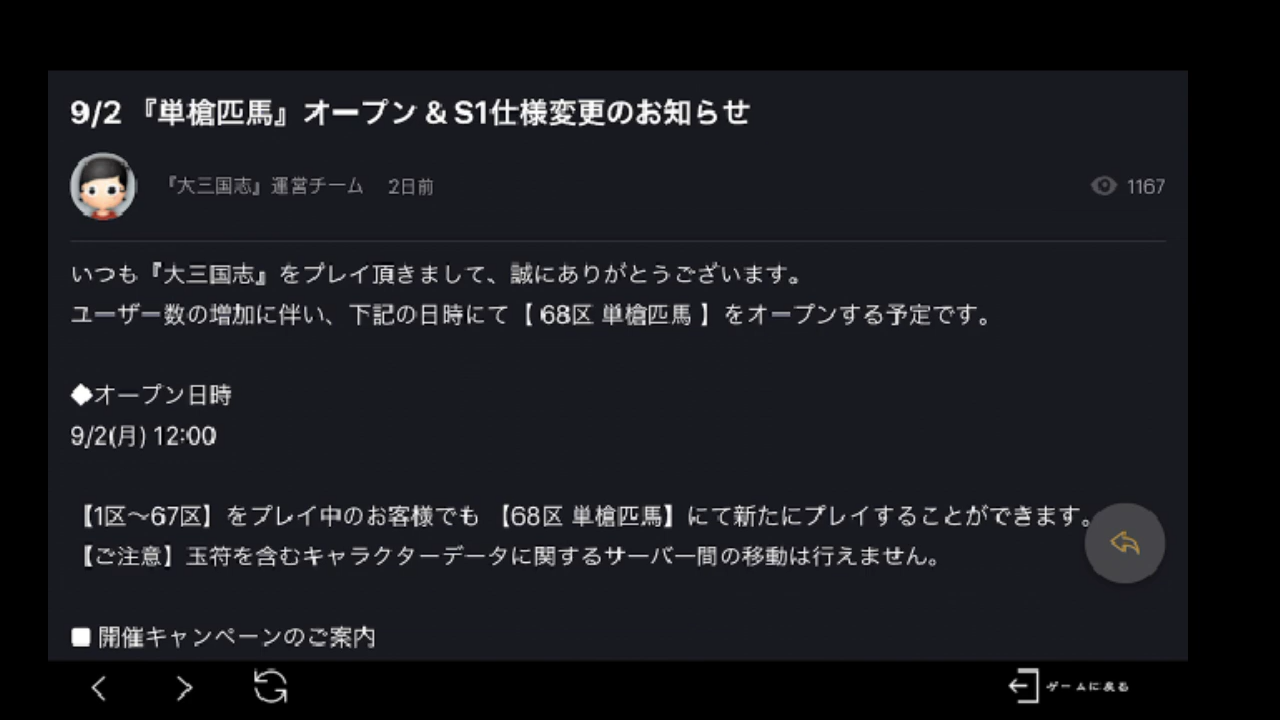 9/2 『単槍匹馬』オープン & S1仕様変更のお知らせ
『大三国志』運営チーム 2日前
1167
いつも『大三国志』をプレイ頂きまして、誠にありがとうございます。
ユーザー数の増加に伴い、下記の日時にて【 68区 単槍匹馬 】をオープンする予定です。
◆オープン日時
9/2(月) 12:00
【1区〜67区】をプレイ中のお客様でも 【68区 単槍匹馬】にて新たにプレイすることができます。
【ご注意】玉符を含むキャラクターデータに関するサーバー間の移動は行えません。
■ 開催キャンペーンのご案内
ゲームに戻る